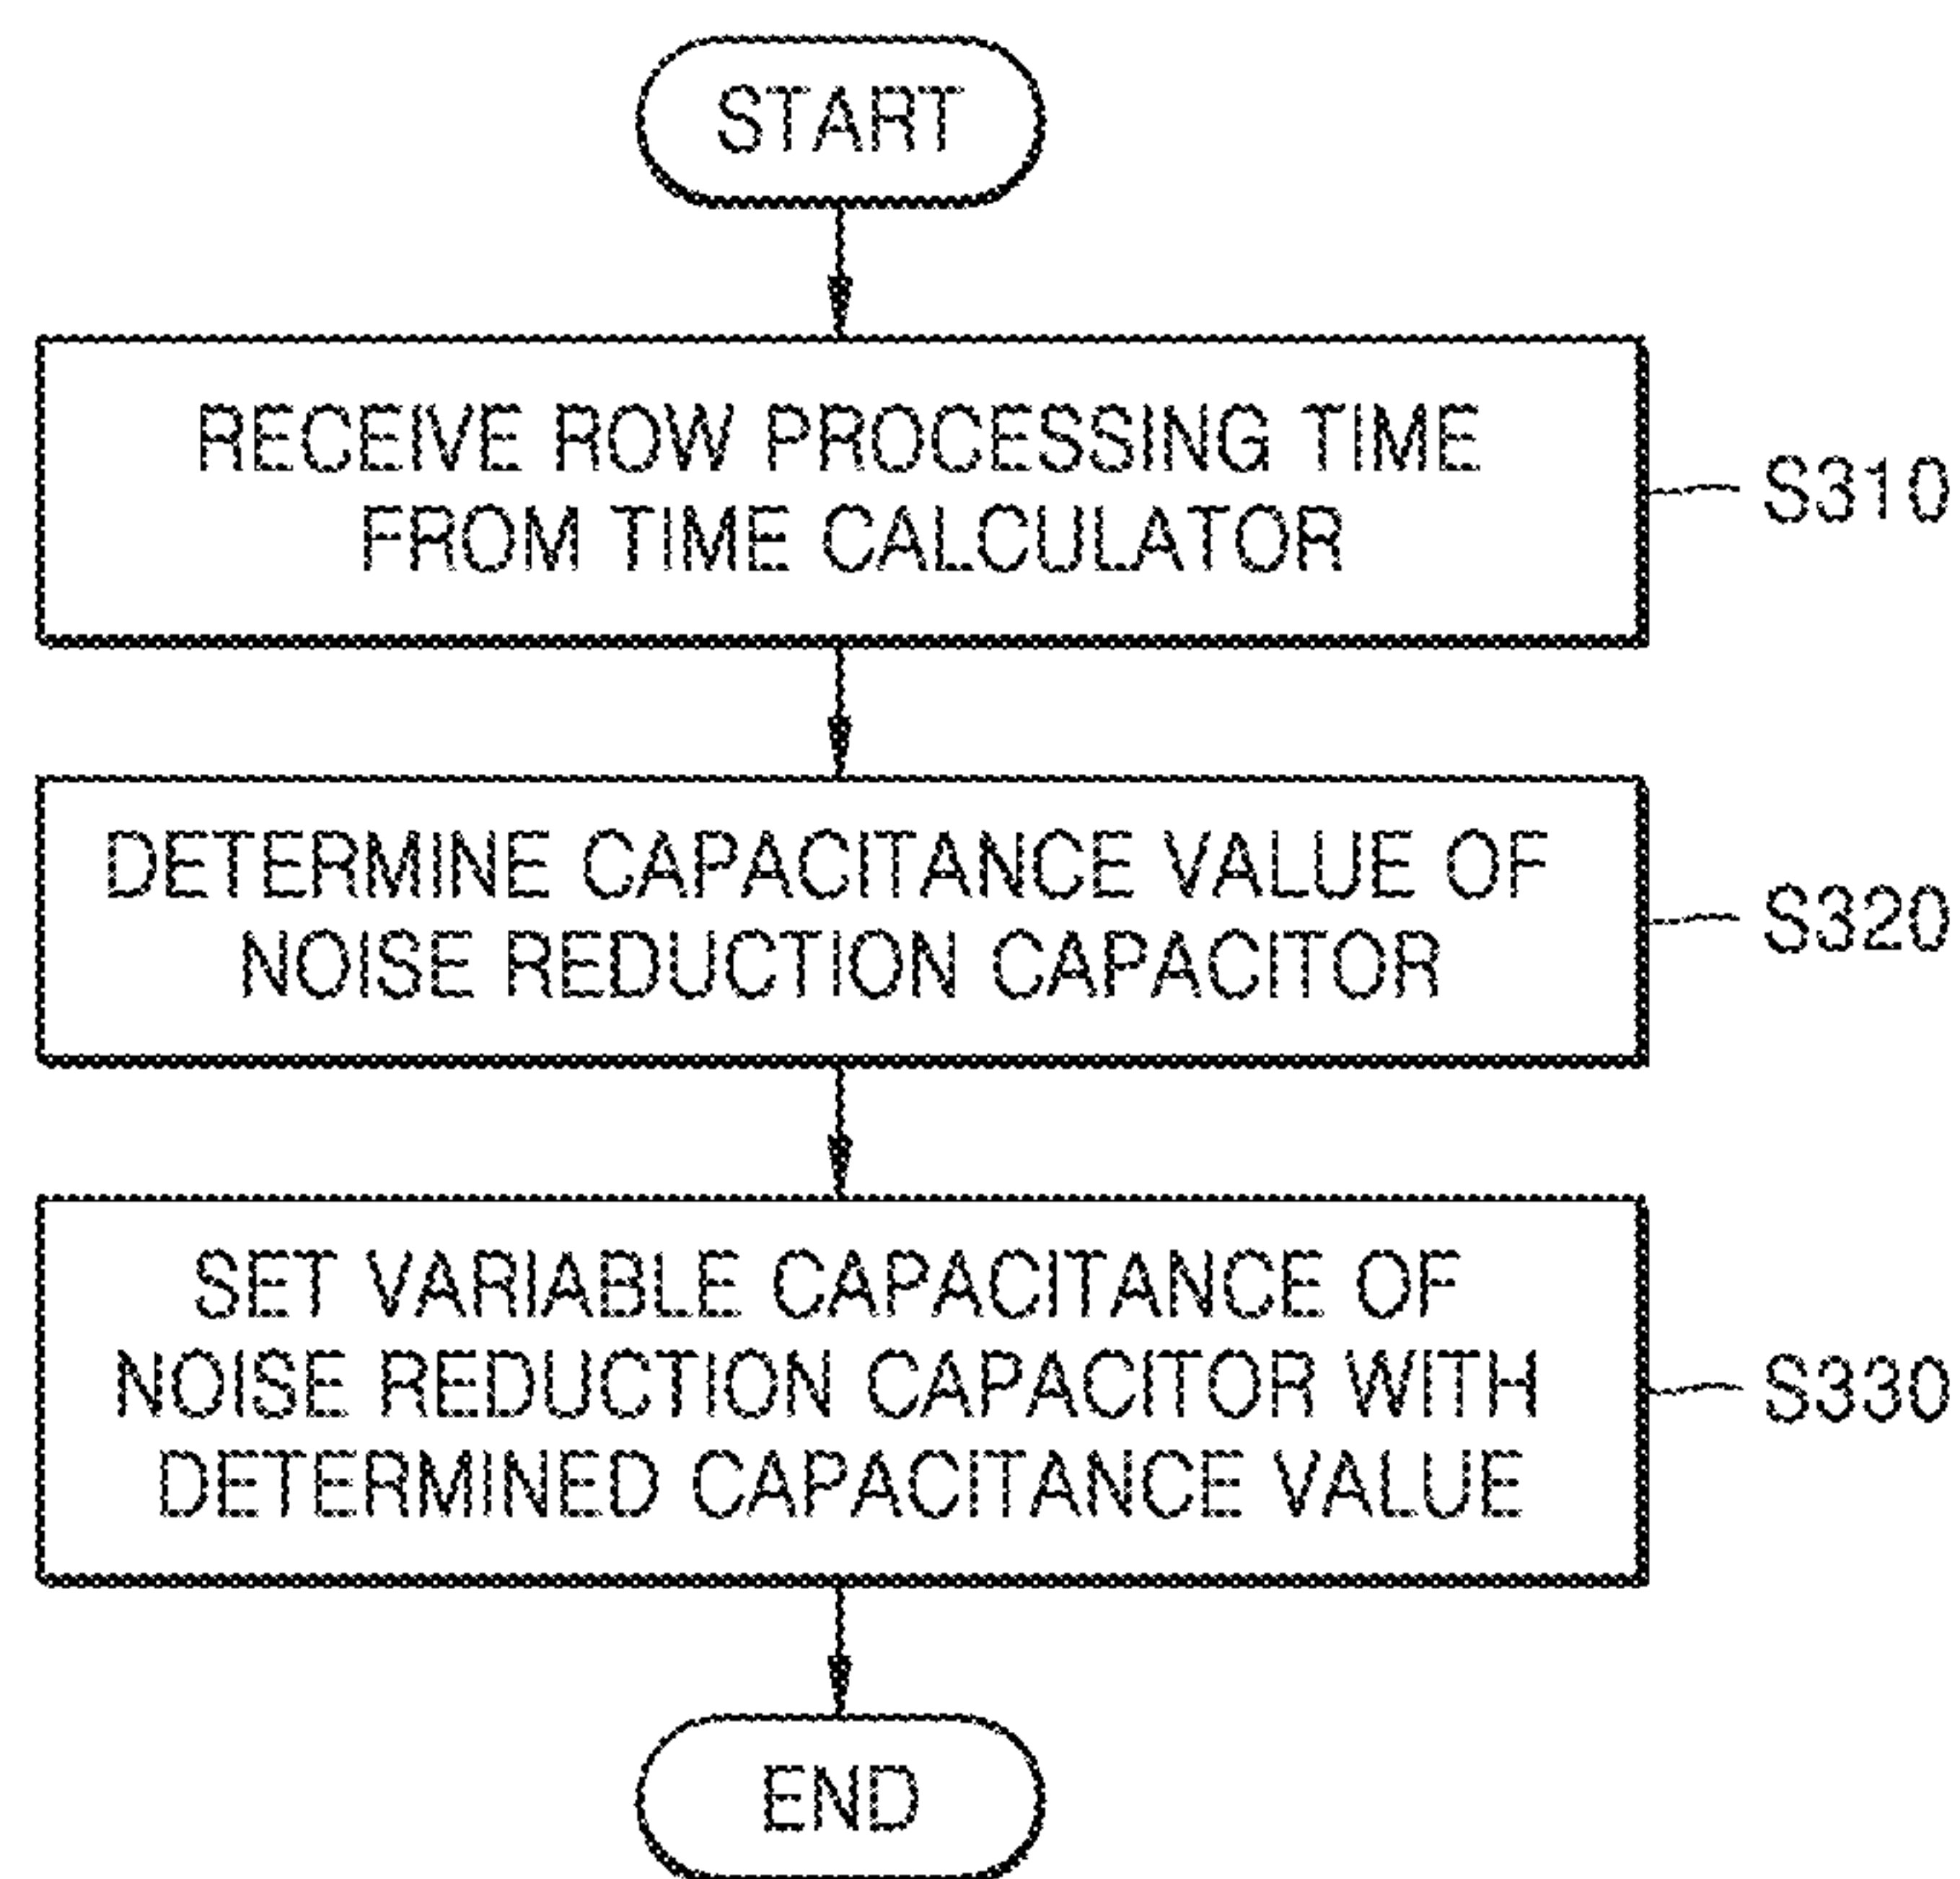 START
RECEIVE ROW PROCESSING TIME
FROM TIME CALCULATOR
S310
DETERMINE CAPACITANCE VALUE OF
NOISE REDUCTION CAPACITOR
S320
SET VARIABLE CAPACITANCE OF
NOISE REDUCTION CAPACITOR WITH
DETERMINED CAPACITANCE VALUE
S330
END